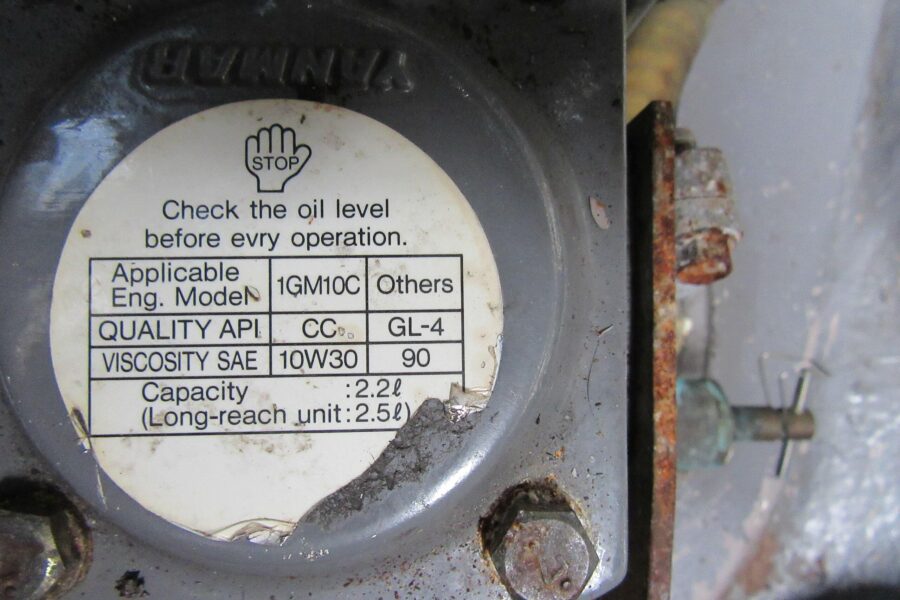 YANMAR
STOP
Check the oil level
before evry operation.
Applicable Eng. Model 1GM10C Others
QUALITY API CC GL-4
VISCOSITY SAE 10W30 90
Capacity :2.2ℓ
(Long-reach unit:2.5ℓ)